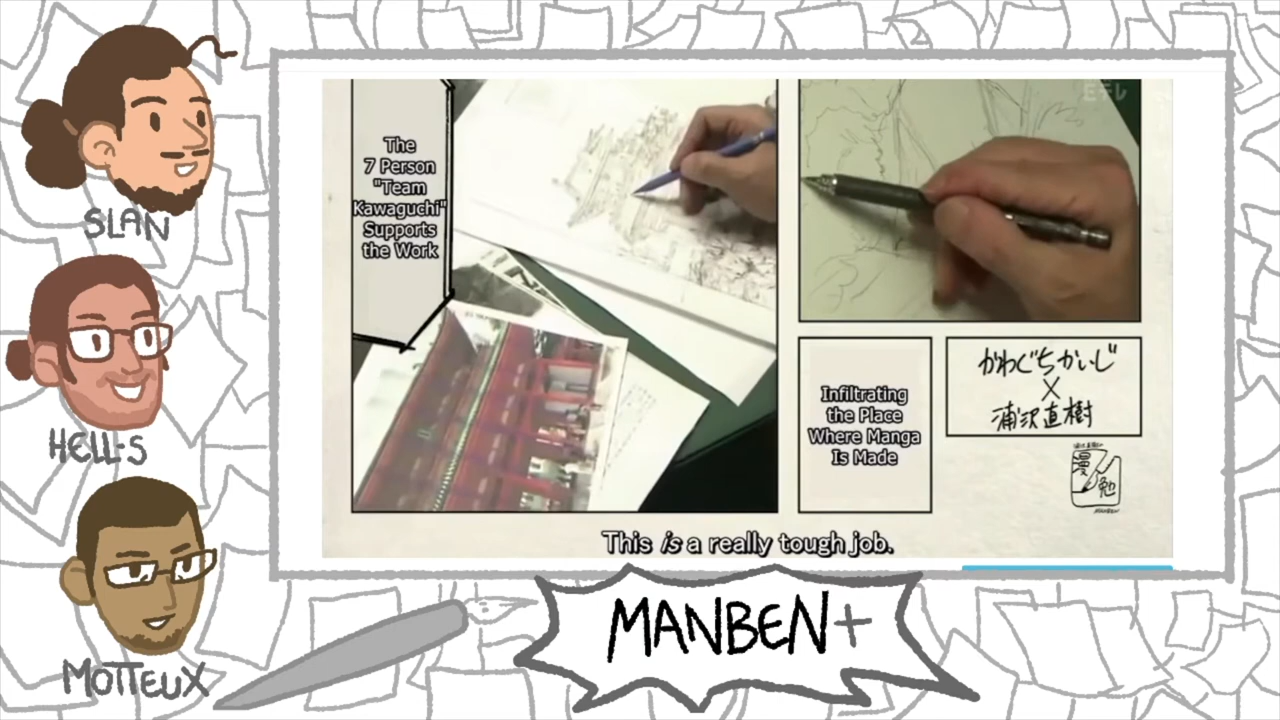 SLAN
HELL-S
MOTTEUX
The
7 Person
"Team
Kawaguchi"
Supports
the Work
Eテレ
Infiltrating
the Place
Where Manga
Is Made
かわぐちかいじ
×
浦沢直樹
漫
勉
MANBEN
This is a really tough job.
MANBEN+